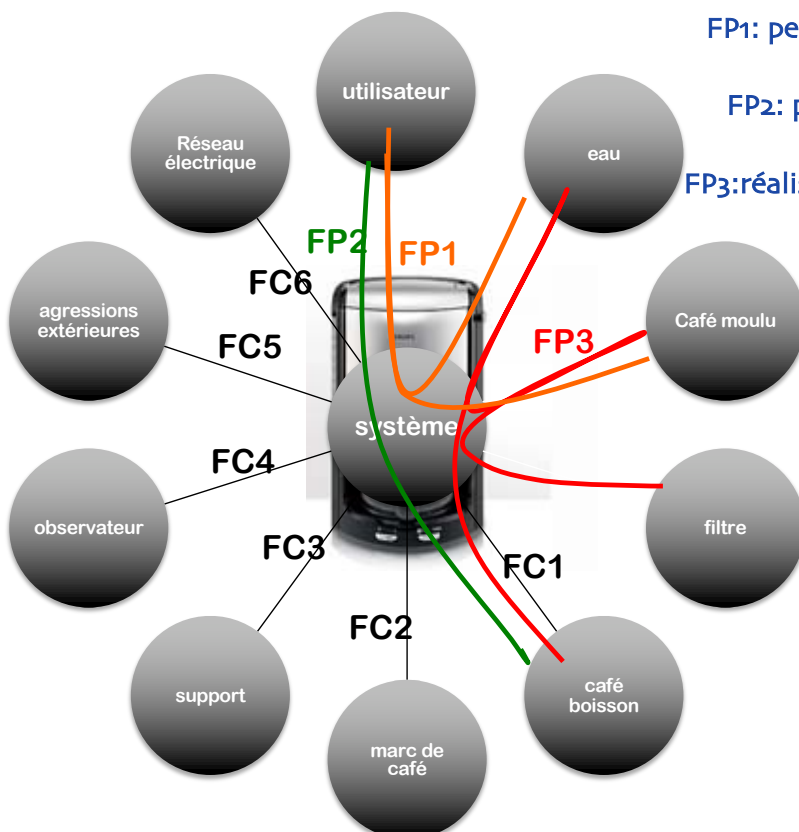 FP1: pe
FP2: p
FP3:réalis
utilisateur
Réseau
électrique
eau
FP2
FP1
FC6
agressions
extérieures
Café moulu
FC5
FP3
système
FC4
observateur
filtre
FC3
FC1
FC2
support
café
boisson
marc de
café